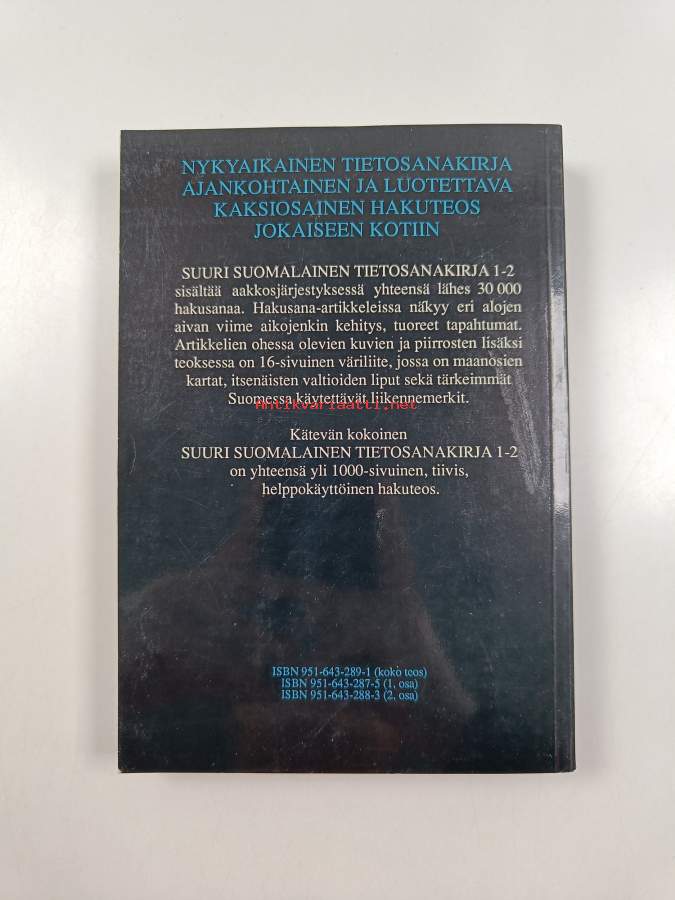 NYKYAIKAINEN TIETOSANAKIRJA
AJANKOHTAINEN JA LUOTETTAVA
KAKSIOSAINEN HAKUTEOS
JOKAISEEN KOTIIN
SUURI SUOMALAINEN TIETOSANAKIRJA 1-2
sisältää aakkosjärjestyksessä yhteensä lähes 30 000
hakusanaa. Hakusana-artikkeleissa näkyy eri alojen
aivan viime aikojenkin kehitys, tuoreet tapahtumat.
Artikkelien ohessa olevien kuvien ja piirrosten lisäksi
teoksessa on 16-sivuinen väriliite, jossa on maanosien
kartat, itsenäisten valtioiden liput sekä tärkeimmät
Suomessa käytettävät liikennemerkit.
Antikvariaatti.net
Kätevän kokoinen
SUURI SUOMALAINEN TIETOSANAKIRJA 1-2
on yhteensä yli 1000-sivuinen, tiivis,
helppokäyttöinen hakuteos.
ISBN 951-643-289-1 (koko teos)
ISBN 951-643-287-5 (1. osa)
ISBN 951-643-288-3 (2. osa)